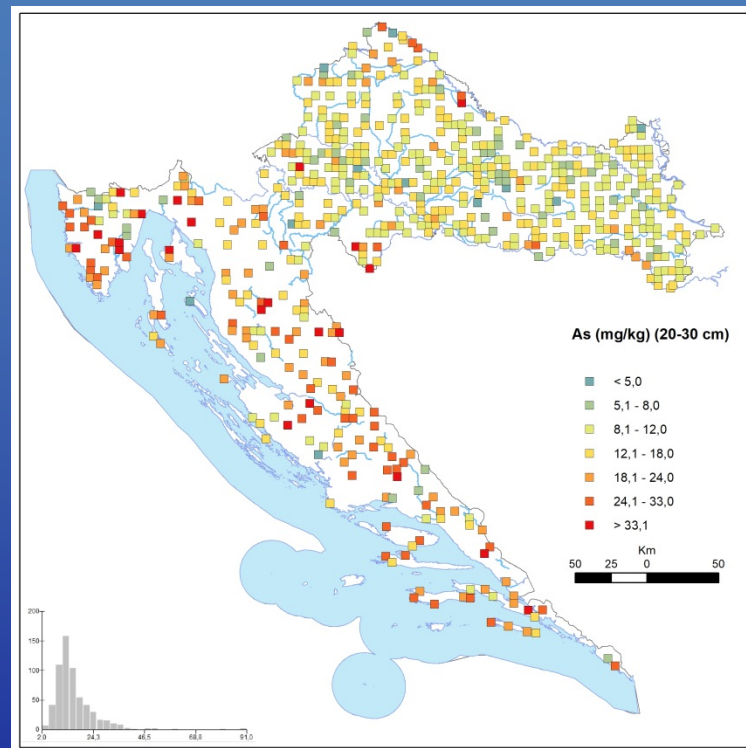 As (mg/kg) (20-30 cm)
< 5,0
5,1 - 8,0
8,1 - 12,0
12,1 - 18,0
18,1 - 24,0
24,1 - 33,0
> 33,1
Km
50 25 0 50
200
150
100
50
0
2,0 24,3 46,5 68,8 91,0